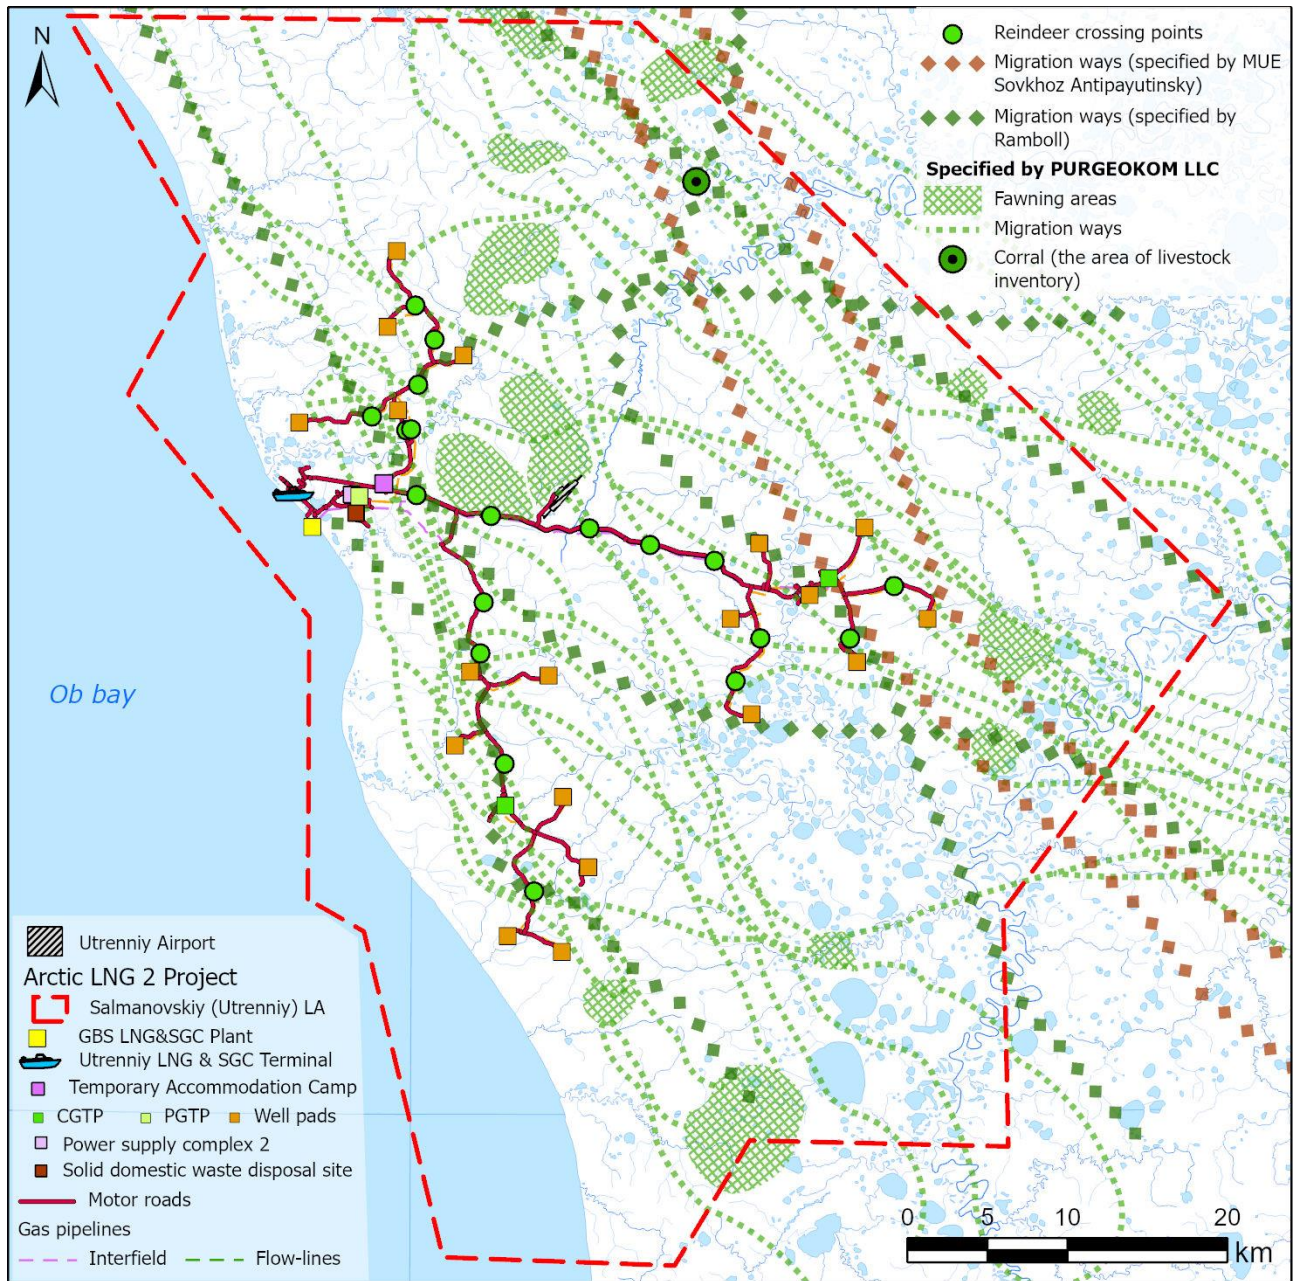 N
Reindeer crossing points
Migration ways (specified by MUE
Sovkhoz Antipayutinsky)
Migration ways (specified by
Ramboll)
Specified by PURGEOKOM LLC
Fawning areas
Migration ways
Corral (the area of livestock
inventory)
Ob bay
Utrenniy Airport
Arctic LNG 2 Project
Salmanovskiy (Utrenniy) LA
GBS LNG&SGC Plant
Utrenniy LNG & SGC Terminal
Temporary Accommodation Camp
CGTP PGTP Well pads
Power supply complex 2
Solid domestic waste disposal site
Motor roads
Gas pipelines
Interfield Flow-lines
0 5 10 20
km